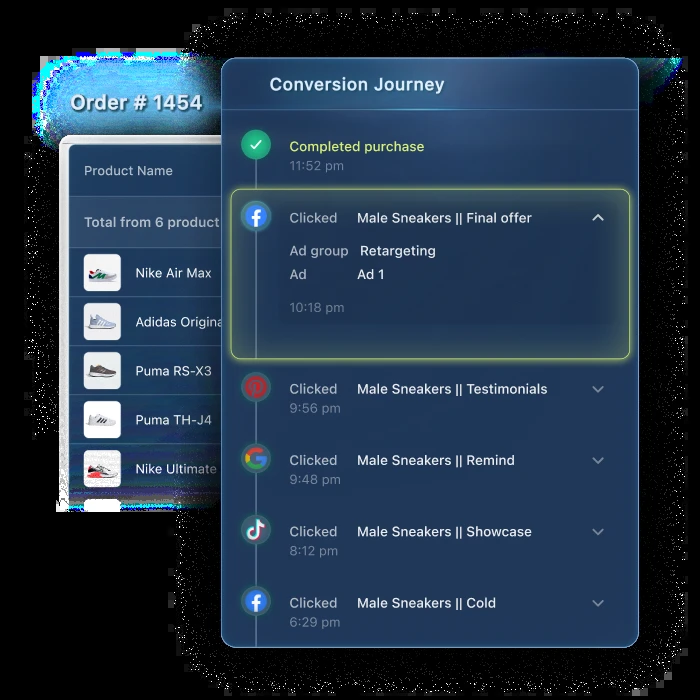 Order # 1454
Product Name
Total from 6 product
Nike Air Max
Adidas Origina
Puma RS-X3
Puma TH-J4
Nike Ultimate
Conversion Journey
Completed purchase
11:52 pm
Clicked Male Sneakers || Final offer
Ad group Retargeting
Ad Ad 1
10:18 pm
Clicked Male Sneakers || Testimonials
9:56 pm
Clicked Male Sneakers || Remind
9:48 pm
Clicked Male Sneakers || Showcase
8:12 pm
Clicked Male Sneakers || Cold
6:29 pm